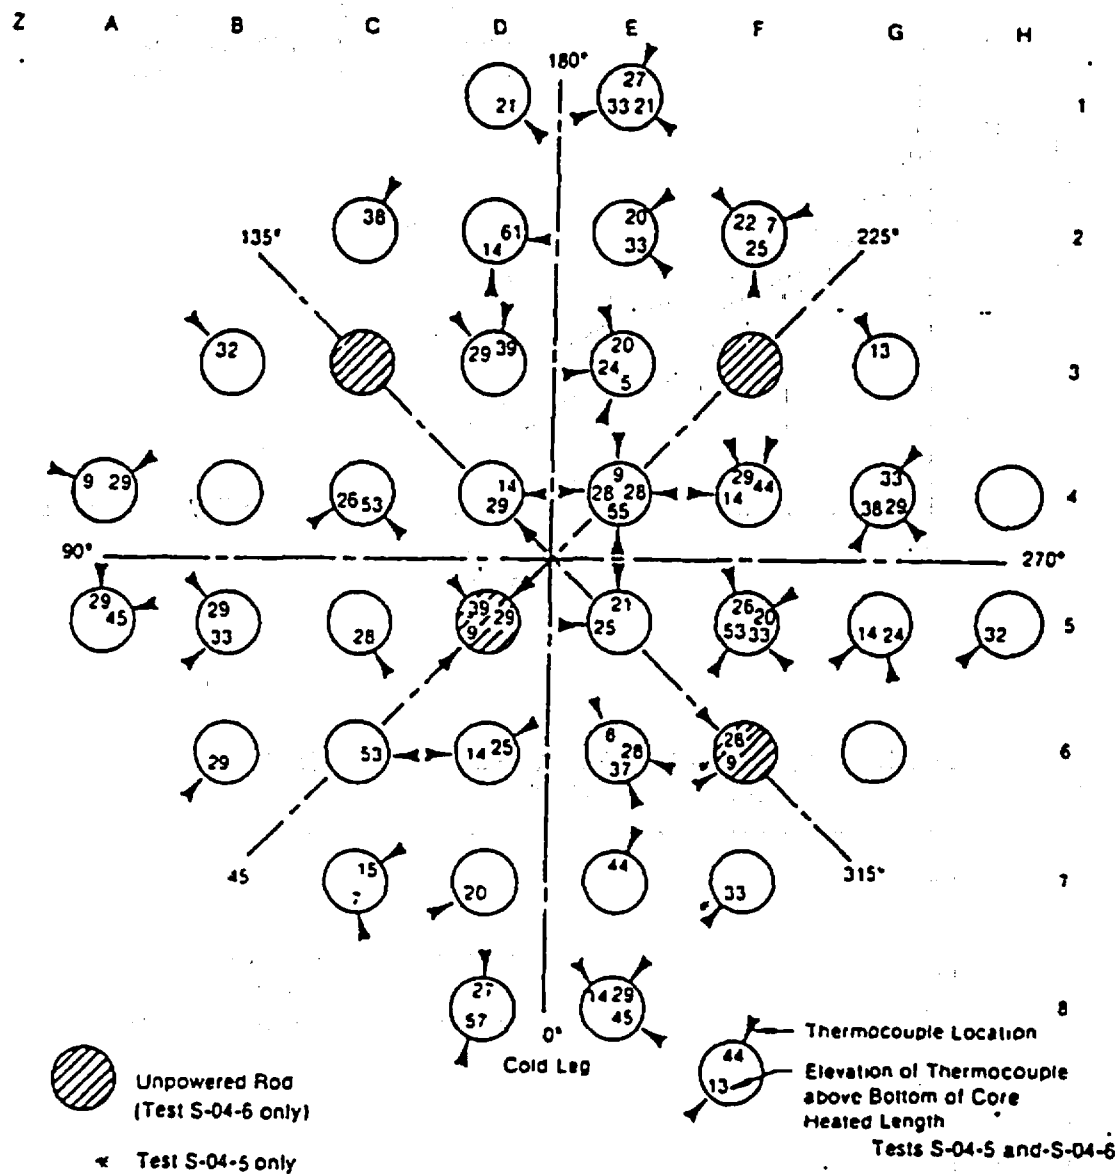 Z A B C D E F G H
180°
21 27 33 21 1
38 61 14 20 33 22 7 25 2
135° 225°
32 29 39 20 24 5 13 3
9 29 26 53 14 29 9 28 28 55 29 44 14 33 38 29 4
90° 270°
29 45 29 33 28 39 29 9 21 25 26 20 53 33 14 24 32 5
29 53 14 25 28 37 28 9 6
45 315°
15 7 20 44 33 7
27 57 14 29 45 8
0°
Cold Leg
Unpowered Rod
(Test S-04-6 only)
Test S-04-5 only
44
13
Thermocouple Location
Elevation of Thermocouple
above Bottom of Core
Heated Length
Tests S-04-5 and S-04-6